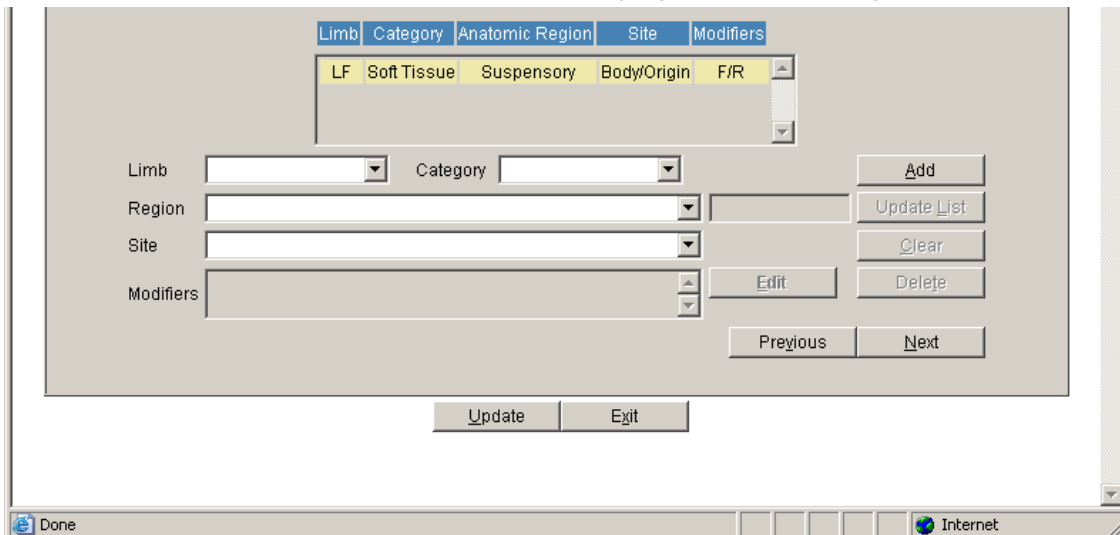 Limb Category Anatomic Region Site Modifiers
LF Soft Tissue Suspensory Body/Origin F/R
Limb Category Add
Region Update List
Site Clear
Modifiers Edit Delete
Previous Next
Update Exit
Done Internet